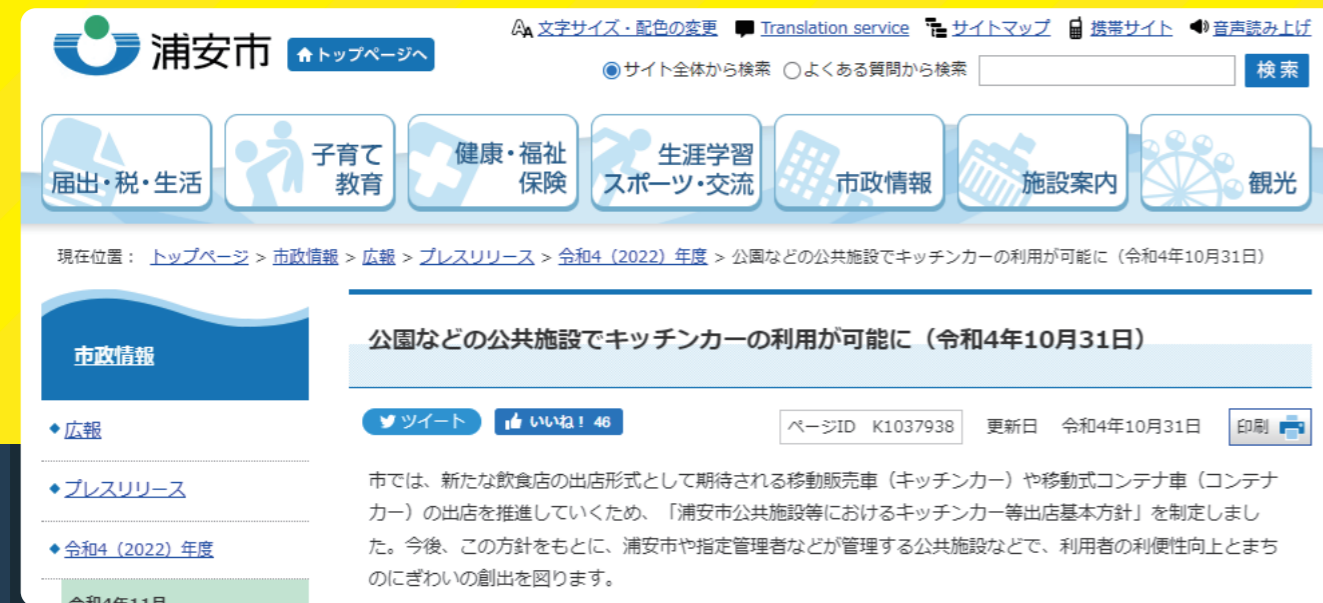 浦安市
トップページへ
文字サイズ・配色の変更 Translation service サイトマップ 携帯サイト 音声読み上げ
サイト全体から検索 よくある質問から検索 検索
届出・税・生活
子育て
教育
健康・福祉
保険
生涯学習
スポーツ・交流
市政情報
施設案内
観光
現在位置： トップページ > 市政情報 > 広報 > プレスリリース > 令和4（2022）年度 > 公園などの公共施設でキッチンカーの利用が可能に（令和4年10月31日）
市政情報
広報
プレスリリース
令和4（2022）年度
令和4年11月
公園などの公共施設でキッチンカーの利用が可能に（令和4年10月31日）
ツイート いいね！ 46 ページID K1037938 更新日 令和4年10月31日 印刷
市では、新たな飲食店の出店形式として期待される移動販売車（キッチンカー）や移動式コンテナ車（コンテナ
カー）の出店を推進していくため、「浦安市公共施設等におけるキッチンカー等出店基本方針」を制定しまし
た。今後、この方針をもとに、浦安市や指定管理者などが管理する公共施設などで、利用者の利便性向上とまち
のにぎわいの創出を図ります。